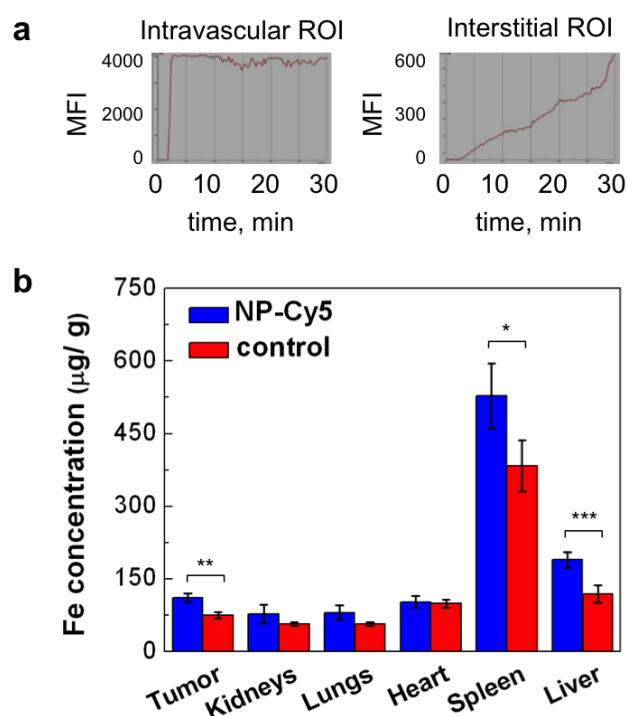 a
Intravascular ROI
Interstitial ROI
MFI
4000
2000
0
0 10 20 30
time, min
MFI
600
300
0
0 10 20 30
time, min
b
Fe concentration (µg/ g)
750
600
450
300
150
0
NP-Cy5
control
**
*
***
Tumor Kidneys Lungs Heart Spleen Liver